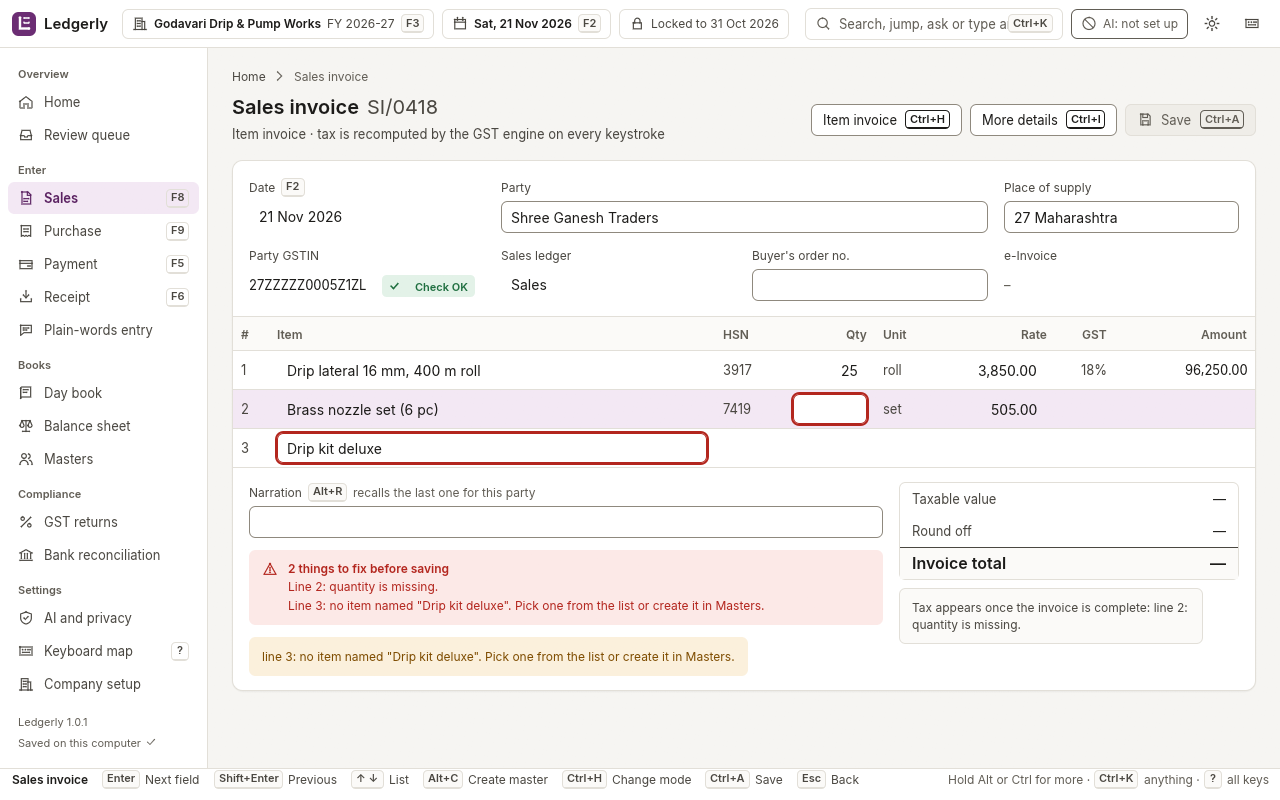 Ledgerly
Godavari Drip & Pump Works FY 2026-27 F3
Sat, 21 Nov 2026 F2
Locked to 31 Oct 2026
Search, jump, ask or type a Ctrl+K
AI: not set up
Overview
Home
Review queue
Enter
Sales F8
Purchase F9
Payment F5
Receipt F6
Plain-words entry
Books
Day book
Balance sheet
Masters
Compliance
GST returns
Bank reconciliation
Settings
AI and privacy
Keyboard map ?
Company setup
Ledgerly 1.0.1
Saved on this computer
Home Sales invoice
Sales invoice SI/0418
Item invoice · tax is recomputed by the GST engine on every keystroke
Item invoice Ctrl+H
More details Ctrl+I
Save Ctrl+A
Date F2
21 Nov 2026
Party
Shree Ganesh Traders
Place of supply
27 Maharashtra
Party GSTIN
27ZZZZZ0005Z1ZL Check OK
Sales ledger
Sales
Buyer's order no.
e-Invoice
–
# Item HSN Qty Unit Rate GST Amount
1 Drip lateral 16 mm, 400 m roll 3917 25 roll 3,850.00 18% 96,250.00
2 Brass nozzle set (6 pc) 7419 set 505.00
3 Drip kit deluxe
Narration Alt+R recalls the last one for this party
2 things to fix before saving
Line 2: quantity is missing.
Line 3: no item named "Drip kit deluxe". Pick one from the list or create it in Masters.
line 3: no item named "Drip kit deluxe". Pick one from the list or create it in Masters.
Taxable value —
Round off —
Invoice total —
Tax appears once the invoice is complete: line 2:
quantity is missing.
Sales invoice Enter Next field Shift+Enter Previous ↑ ↓ List Alt+C Create master Ctrl+H Change mode Ctrl+A Save Esc Back Hold Alt or Ctrl for more · Ctrl+K anything · ? all keys